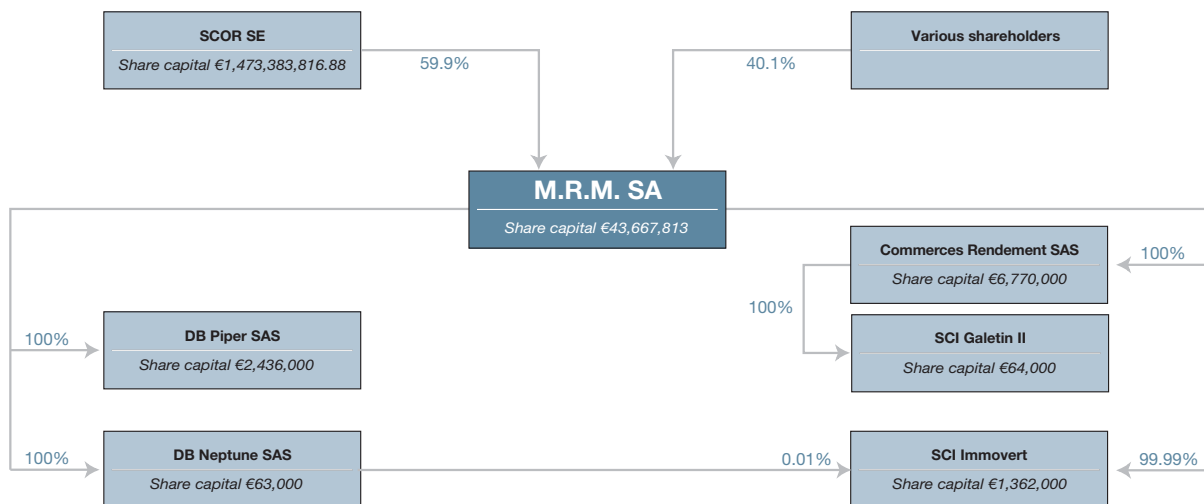 SCOR SE
Share capital €1,473,383,816.88
Various shareholders
59.9%
40.1%
M.R.M. SA
Share capital €43,667,813
Commerces Rendement SAS
Share capital €6,770,000
100%
100%
SCI Galetin II
Share capital €64,000
100%
DB Piper SAS
Share capital €2,436,000
100%
DB Neptune SAS
Share capital €63,000
0.01%
SCI Immovert
Share capital €1,362,000
99.99%